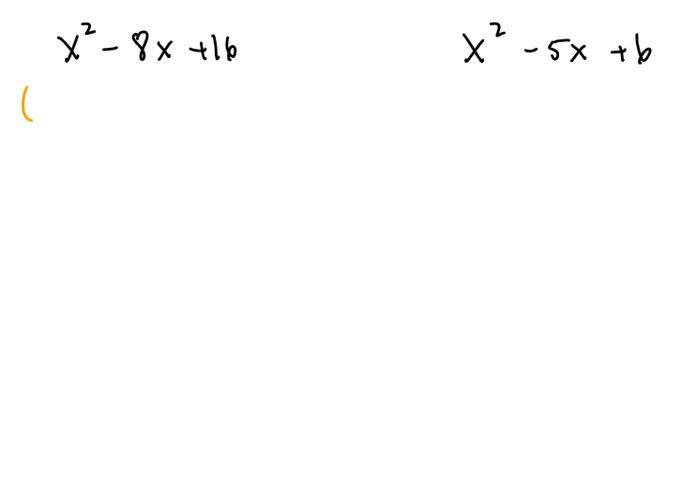 x² - 8x + 16
x² - 5x + 6
(